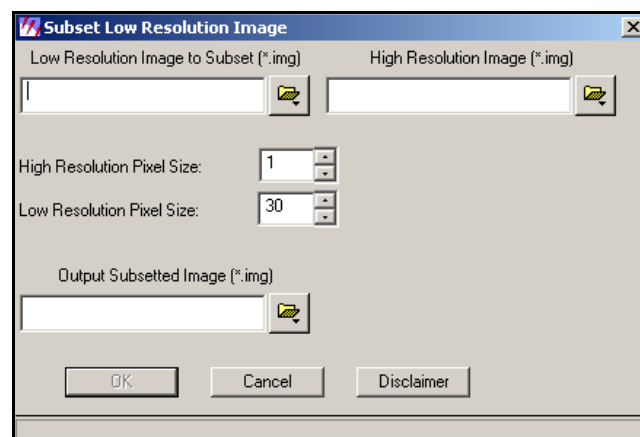 Subset Low Resolution Image
Low Resolution Image to Subset (*.img)
High Resolution Image (*.img)
High Resolution Pixel Size: 1
Low Resolution Pixel Size: 30
Output Subsetted Image (*.img)
OK
Cancel
Disclaimer